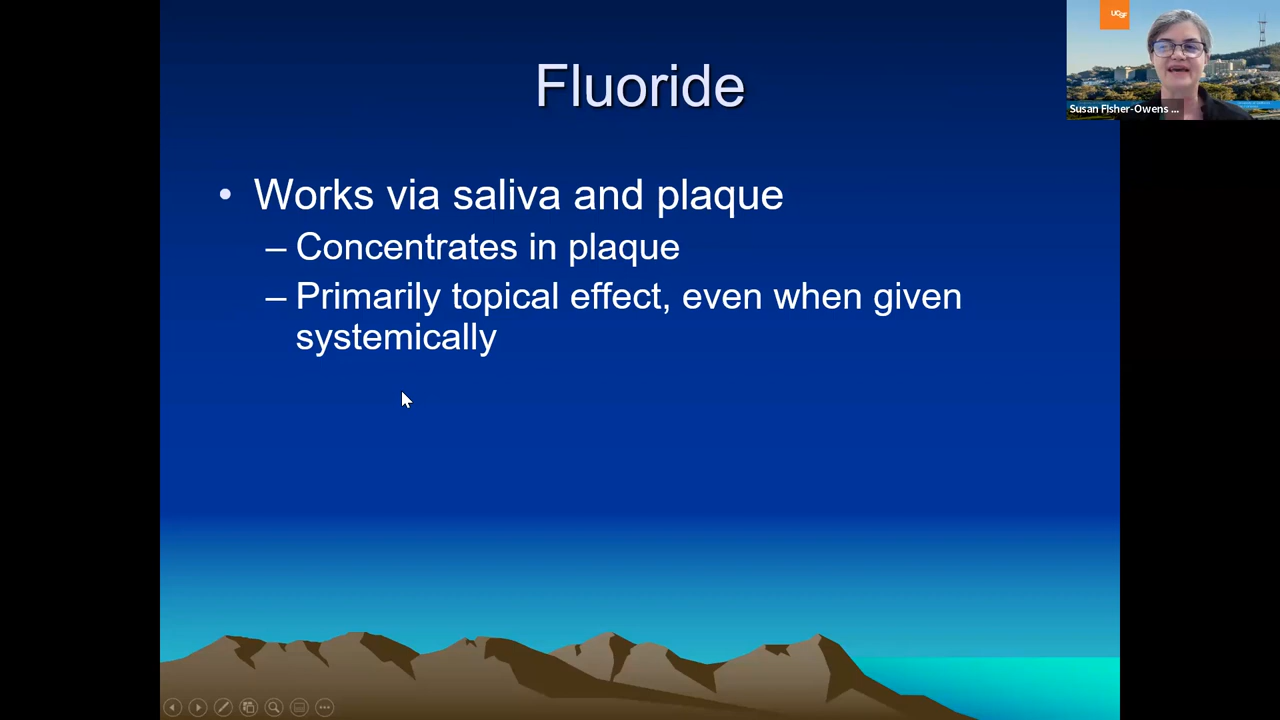 Fluoride
UCSF
Susan FIsher-Owens ...
• Works via saliva and plaque
– Concentrates in plaque
– Primarily topical effect, even when given
systemically